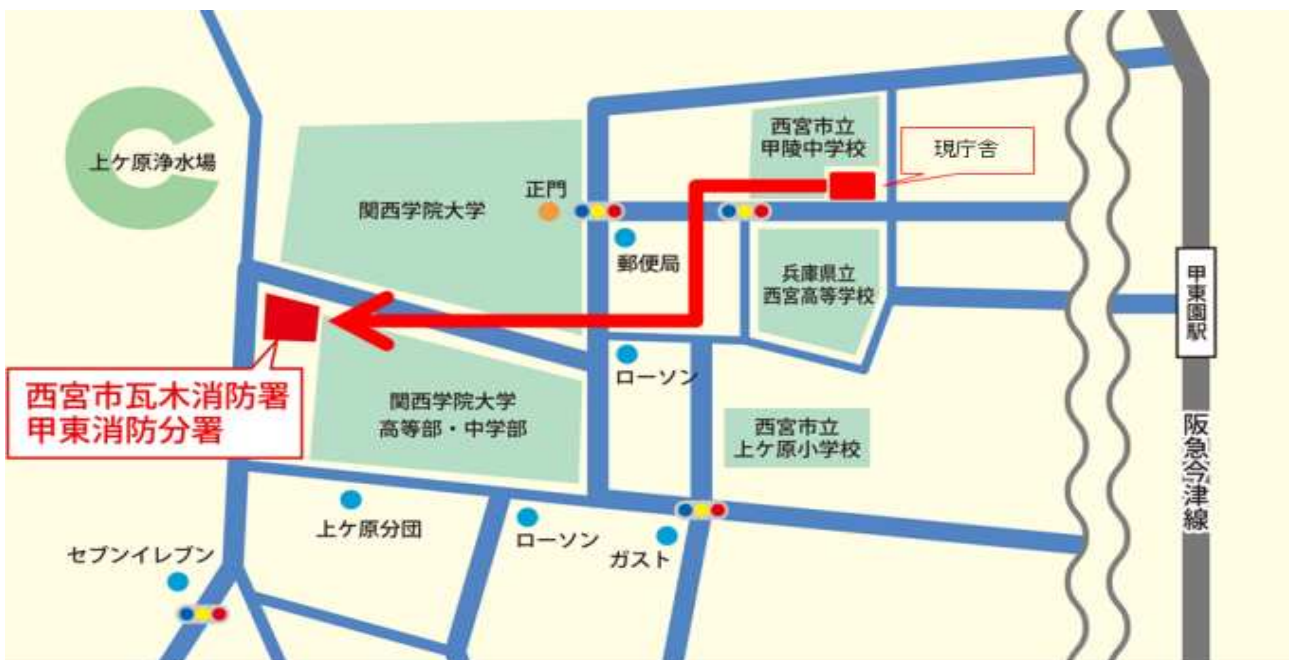 西宮市立
甲陵中学校
現庁舎
上ケ原浄水場
正門
関西学院大学
郵便局
兵庫県立
西宮高等学校
甲東園駅
ローソン
西宮市瓦木消防署
甲東消防分署
関西学院大学
高等部・中学部
西宮市立
上ケ原小学校
阪急今津線
上ケ原分団
ローソン
ガスト
セブンイレブン